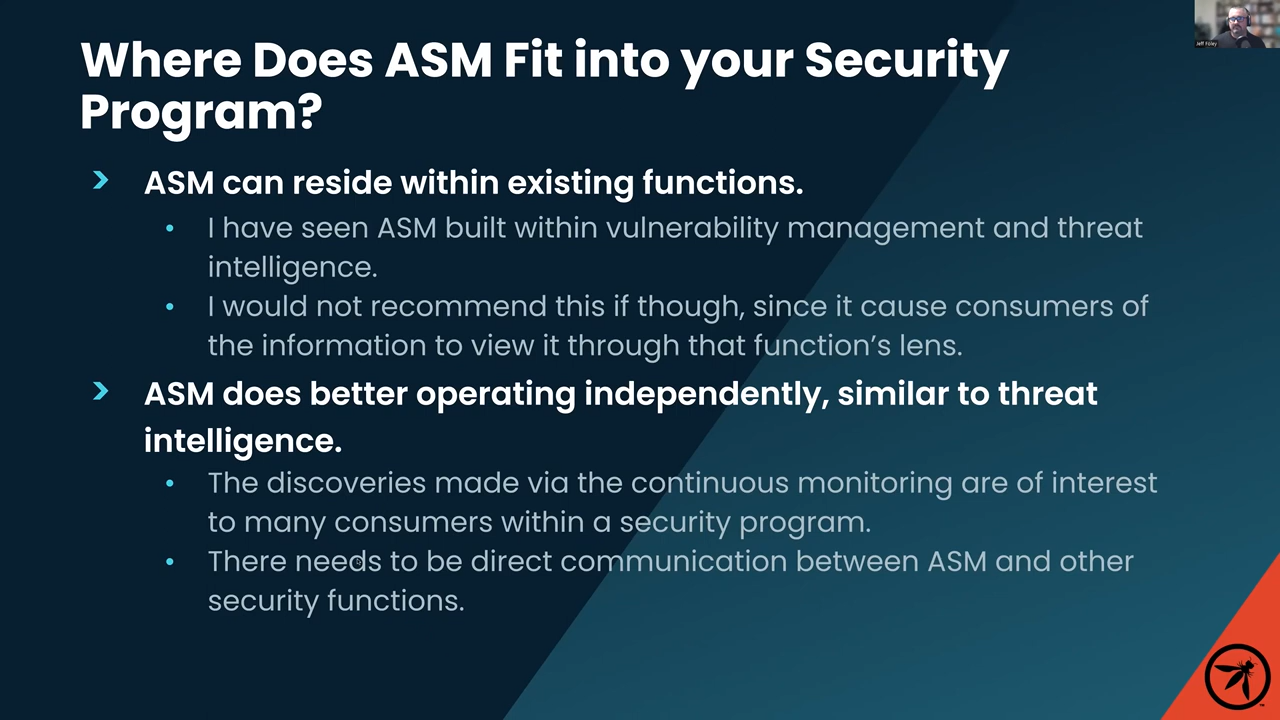 Where Does ASM Fit into your Security
Program?
ASM can reside within existing functions.
I have seen ASM built within vulnerability management and threat
intelligence.
I would not recommend this if though, since it cause consumers of
the information to view it through that function's lens.
ASM does better operating independently, similar to threat
intelligence.
The discoveries made via the continuous monitoring are of interest
to many consumers within a security program.
There needs to be direct communication between ASM and other
security functions.
Jeff Foley